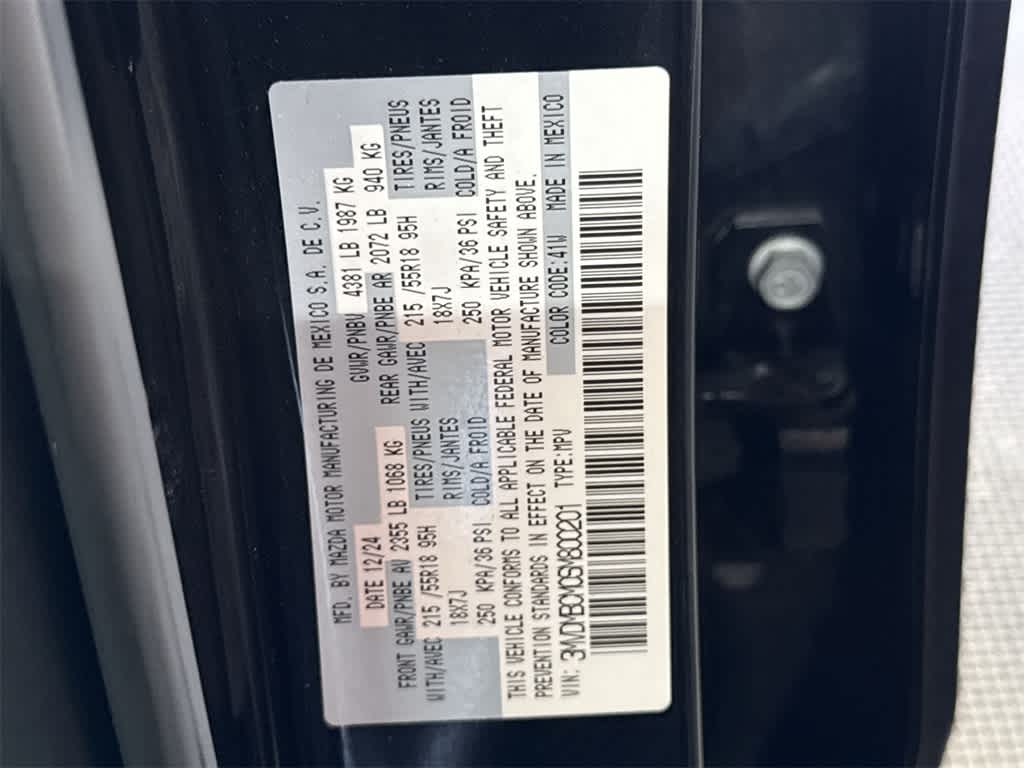 MFD. BY MAZDA MOTOR MANUFACTURING DE MEXICO S.A. DE C.V.
DATE 12/24 GVWR/PNBV 4381 LB 1987 KG
FRONT GAWR/PNBE AV 2355 LB 1068 KG REAR GAWR/PNBE AR 2072 LB 940 KG
WITH/AVEC 215 /55R18 95H TIRES/PNEUS WITH/AVEC 215 /55R18 95H TIRES/PNEUS
18X7J RIMS/JANTES 18X7J RIMS/JANTES
250 KPA/36 PSI COLD/A FROID 250 KPA/36 PSI COLD/A FROID
THIS VEHICLE CONFORMS TO ALL APPLICABLE FEDERAL MOTOR VEHICLE SAFETY AND THEFT
PREVENTION STANDARDS IN EFFECT ON THE DATE OF MANUFACTURE SHOWN ABOVE.
VIN: 3MVDMBCM0SM800201 TYPE:MPV COLOR CODE:41W MADE IN MEXICO